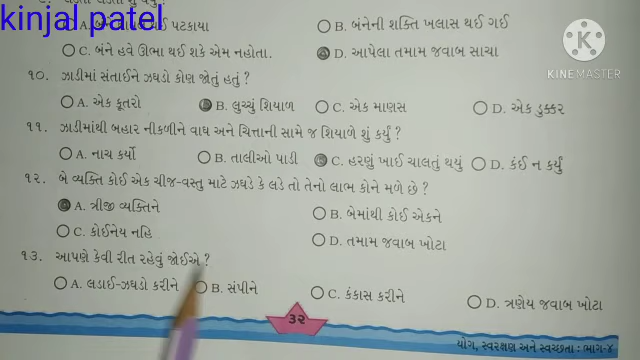 kinjal patel
પટકાયા
B. બંનેની શક્તિ ખલાસ થઈ ગઈ
C. બંને હવે ઊભા થઈ શકે એમ નહોતા.
D. આપેલા તમામ જવાબ સાચા
KINEMASTER
૧૦. ઝાડીમાં સંતાઈને ઝઘડો કોણ જોતું હતું ?
A. એક કૂતરો B. લુચ્ચું શિયાળ C. એક માણસ D. એક ડુક્કર
૧૧. ઝાડીમાંથી બહાર નીકળીને વાઘ અને ચિત્તાની સામે જ શિયાળે શું કર્યું ?
A. નાચ કર્યો B. તાલીઓ પાડી C. હરણું ખાઈ ચાલતું થયું D. કંઈ ન કર્યું
૧૨. બે વ્યક્તિ કોઈ એક ચીજ-વસ્તુ માટે ઝઘડે કે લડે તો તેનો લાભ કોને મળે છે ?
A. ત્રીજી વ્યક્તિને B. બેમાંથી કોઈ એકને
C. કોઈનેય નહિ D. તમામ જવાબ ખોટા
૧૩. આપણે કેવી રીતે રહેવું જોઈએ ?
A. લડાઈ-ઝઘડો કરીને B. સંપીને C. કંકાસ કરીને D. ત્રણેય જવાબ ખોટા
૩૨
યોગ, સ્વરક્ષણ અને સ્વચ્છતા : ભાગ-૪